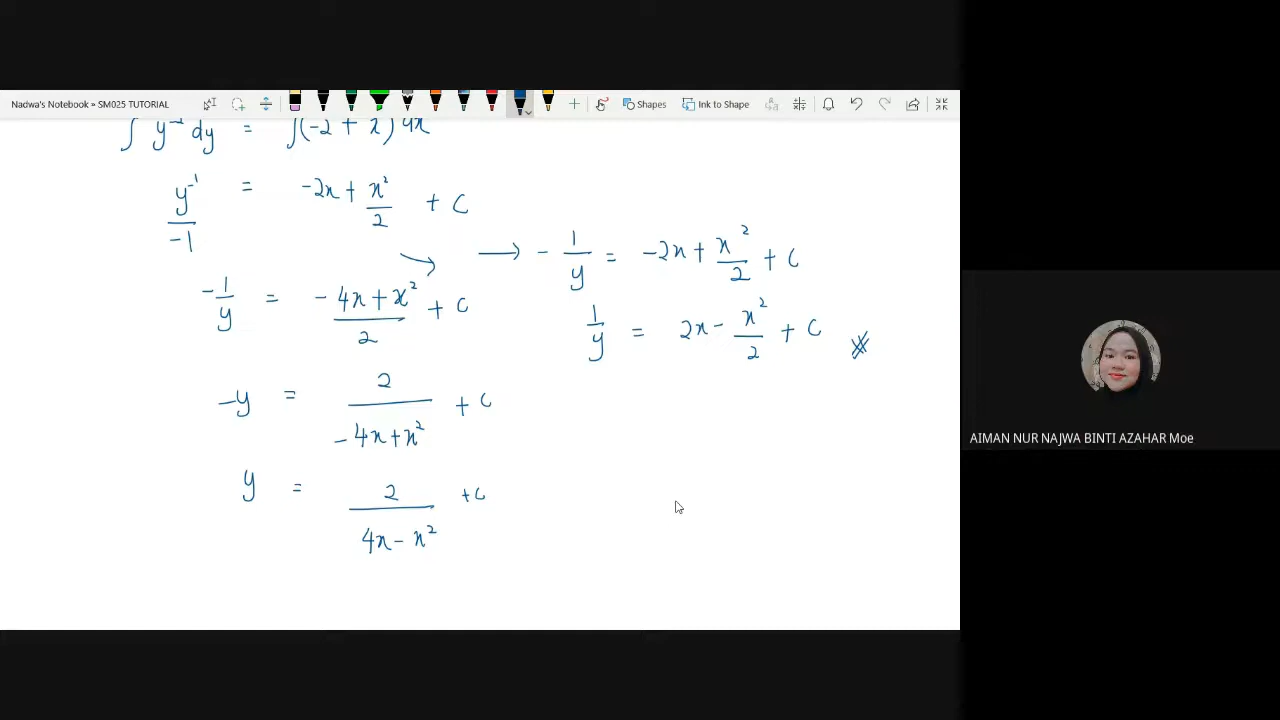 Nadwa's Notebook » SM025 TUTORIAL
Shapes
Ink to Shape
∫ y⁻² dy = ∫(-2 + x) dx
y⁻¹/-1 = -2x + x²/2 + C
-1/y = -4x + x²/2 + C
-y = 2/-4x + x² + C
y = 2/4x - x² + C
→ - 1/y = -2x + x²/2 + C
1/y = 2x - x²/2 + C
AIMAN NUR NAJWA BINTI AZAHAR Moe